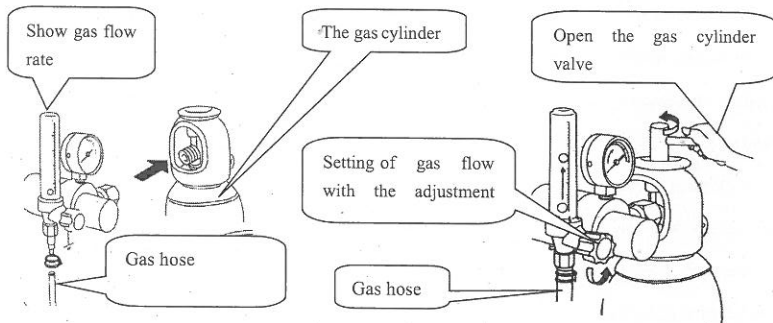 Show gas flow
rate
The gas cylinder
Open the gas cylinder
valve
Setting of gas flow
with the adjustment
Gas hose
Gas hose